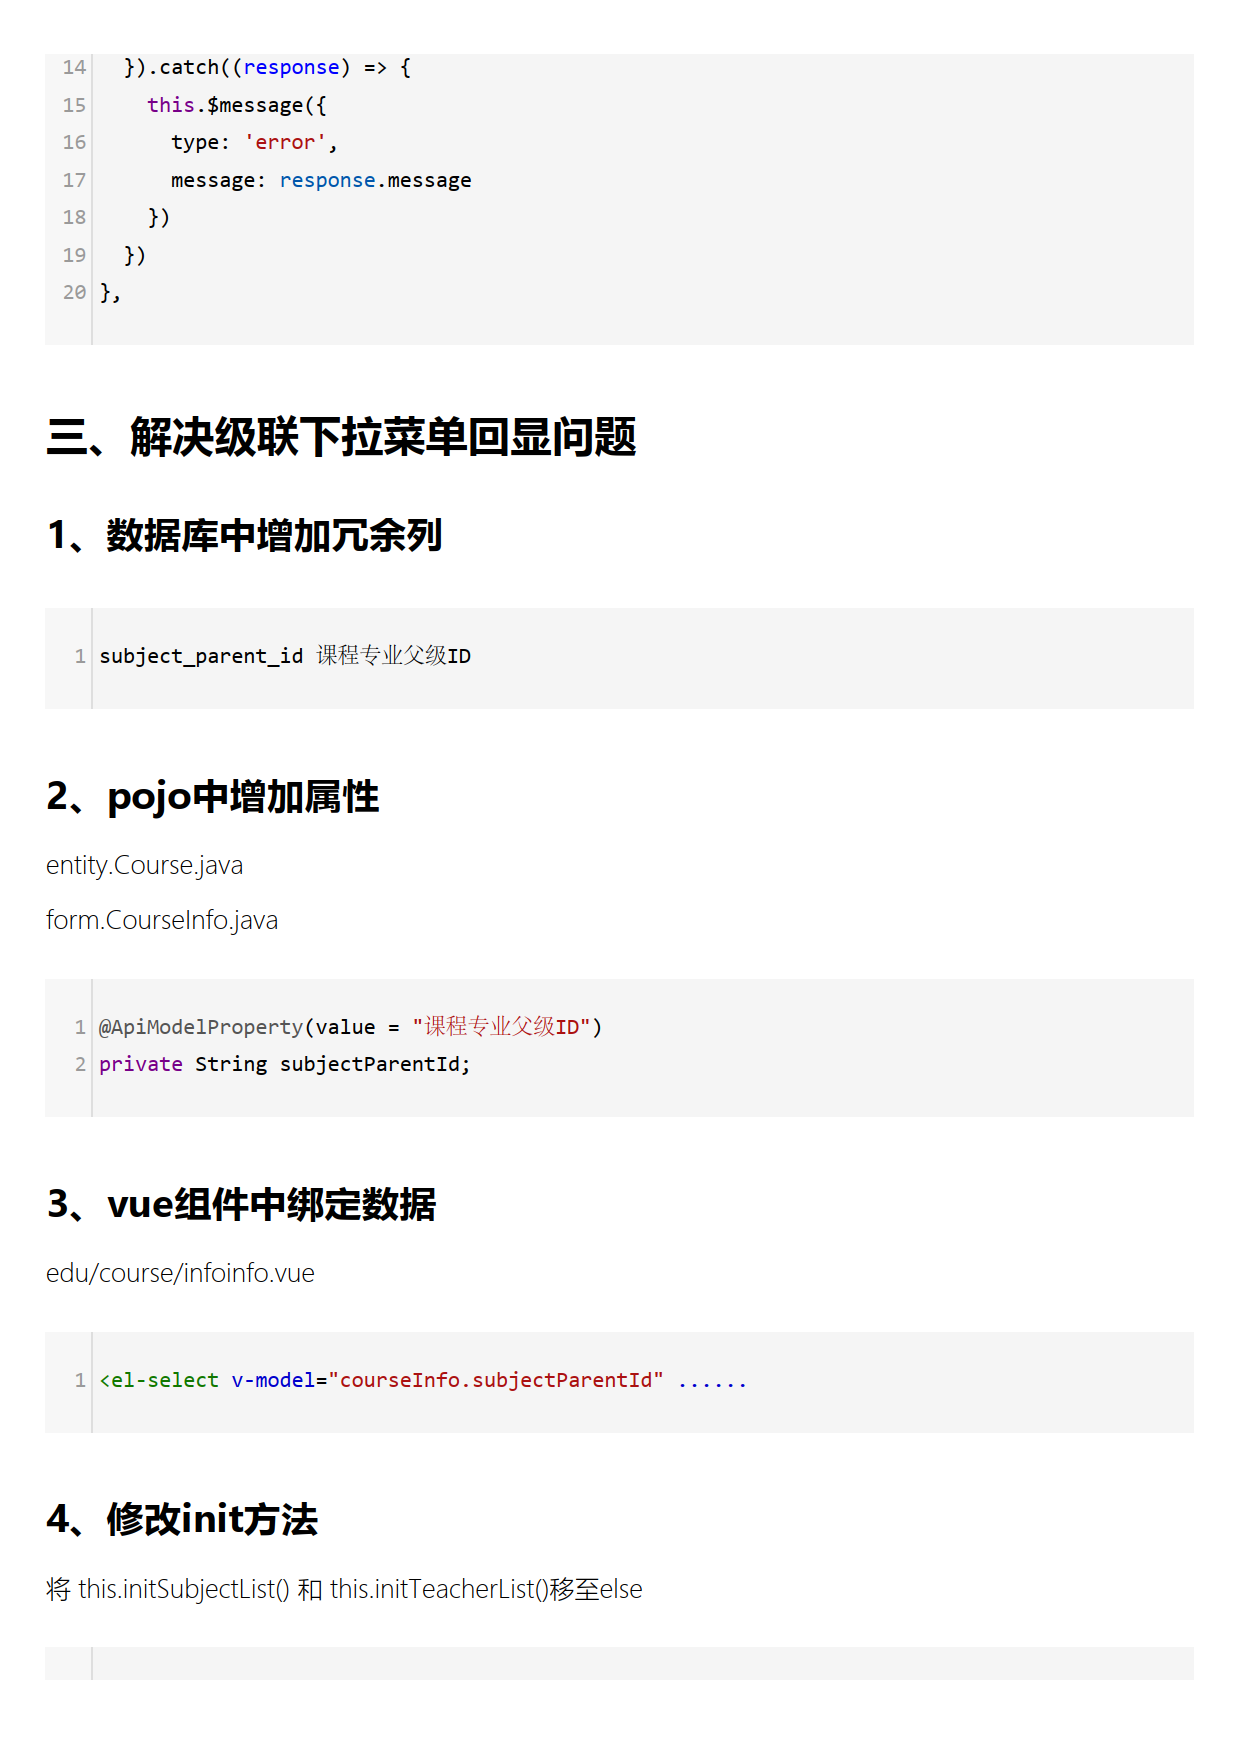 14   }).catch((response) => {
15     this.$message({
16       type: 'error',
17       message: response.message
18     })
19   })
20 },
三、解决级联下拉菜单回显问题
1、数据库中增加冗余列
1 subject_parent_id 课程专业父级ID
2、pojo中增加属性
entity.Course.java
form.CourseInfo.java
1 @ApiModelProperty(value = "课程专业父级ID")
2 private String subjectParentId;
3、vue组件中绑定数据
edu/course/infoinfo.vue
1 <el-select v-model="courseInfo.subjectParentId" ......
4、修改init方法
将 this.initSubjectList() 和 this.initTeacherList()移至else